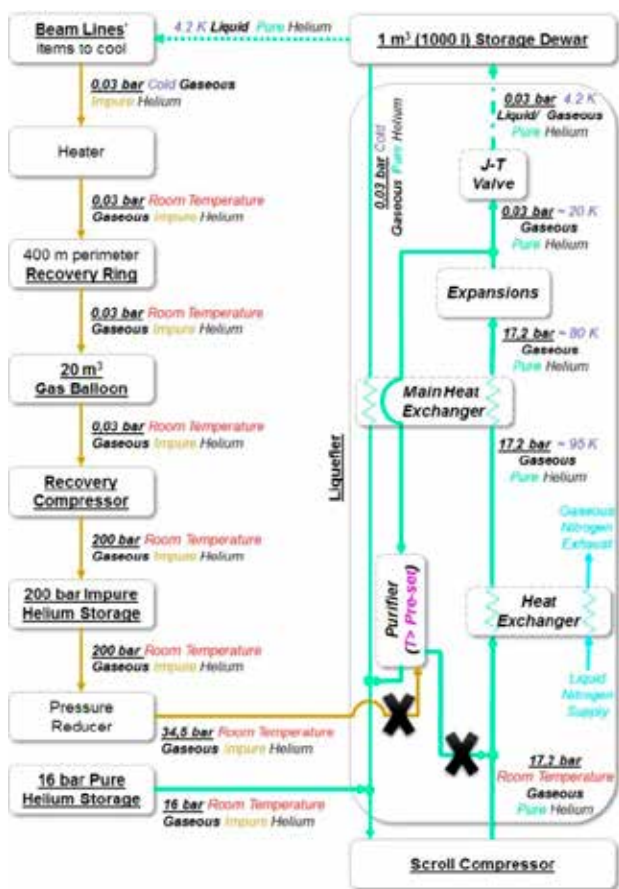 Beam Lines'
items to cool
4.2 K Liquid Pure Helium
1 m³ (1000 l) Storage Dewar
0,03 bar Cold Gaseous
Impure Helium
Heater
0,03 bar Room Temperature
Gaseous Impure Helium
400 m perimeter
Recovery Ring
0,03 bar Room Temperature
Gaseous Impure Helium
20 m³
Gas Balloon
0,03 bar Room Temperature
Gaseous Impure Helium
Recovery
Compressor
200 bar Room Temperature
Gaseous Impure Helium
200 bar Impure
Helium Storage
200 bar Room Temperature
Gaseous Impure Helium
Pressure
Reducer
34,5 bar Room Temperature
Gaseous Impure Helium
16 bar Pure
Helium Storage
16 bar Room Temperature
Gaseous Impure Helium
0,03 bar Cold
Gaseous Pure Helium
0,03 bar 4.2 K
Liquid/ Gaseous
Pure Helium
J-T
Valve
0,03 bar ~ 20 K
Gaseous
Pure Helium
Expansions
17,2 bar ~ 80 K
Gaseous
Pure Helium
Main Heat
Exchanger
Liquefier
17,2 bar ~ 95 K
Gaseous
Pure Helium
Gaseous
Nitrogen
Exhaust
Purifier
(T> Pre-set)
Heat
Exchanger
Liquid
Nitrogen
Supply
17,2 bar
Room Temperature
Gaseous
Pure Helium
Scroll Compressor